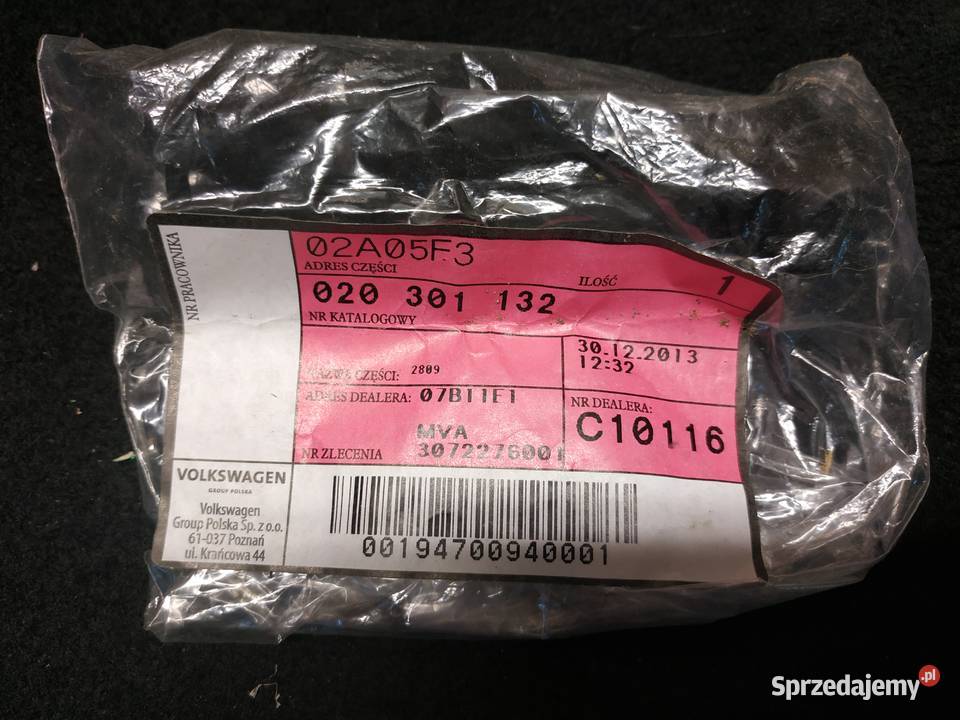 NR PRACOWNIKA
02A05F3
ADRES CZĘŚCI
ILOŚĆ 1
020 301 132
NR KATALOGOWY
30.12.2013
12:32
NAZWA CZĘŚCI: 2809
ADRES DEALERA: 07B11E1
NR DEALERA:
C10116
MVA
NR ZLECENIA 3072276001
VOLKSWAGEN
GROUP POLSKA
Volkswagen
Group Polska Sp. z o.o.
61-037 Poznań
ul. Krańcowa 44
00194700940001
Sprzedajemy.pl